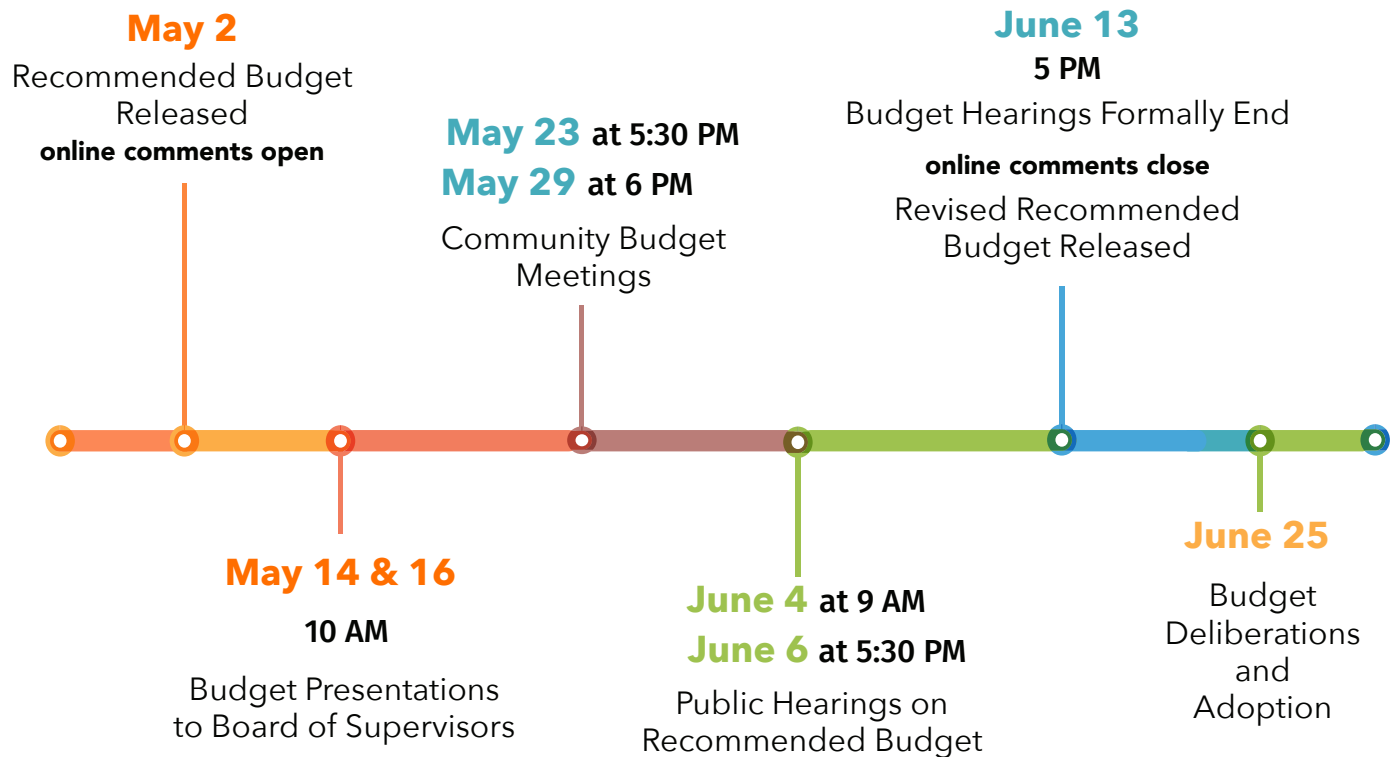 May 2
Recommended Budget
Released
online comments open
May 14 & 16
10 AM
Budget Presentations
to Board of Supervisors
May 23 at 5:30 PM
May 29 at 6 PM
Community Budget
Meetings
June 4 at 9 AM
June 6 at 5:30 PM
Public Hearings on
Recommended Budget
June 13
5 PM
Budget Hearings Formally End
online comments close
Revised Recommended
Budget Released
June 25
Budget
Deliberations
and
Adoption